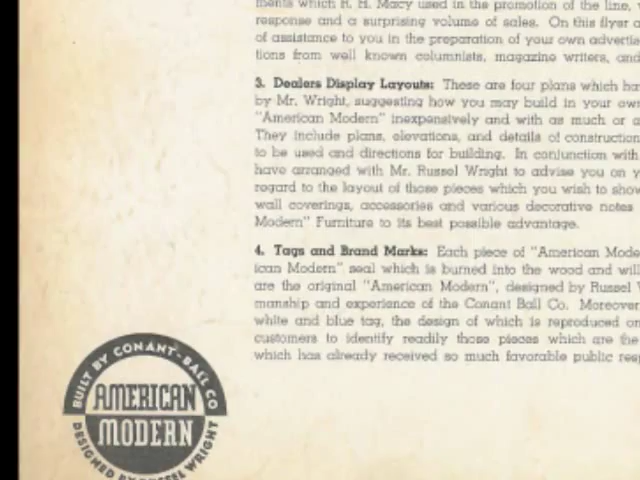 ments which R. H. Macy used in the promotion of the line,
response and a surprising volume of sales. On this flyer
of assistance to you in the preparation of your own advertis
tions from well known columnists, magazine writers, and
3. Dealers Display Layouts: These are four plans which ha
by Mr. Wright, suggesting how you may build in your own
"American Modern" inexpensively and with as much or
They include plans, elevations, and details of construction
to be used and directions for building. In conjunction with
have arranged with Mr. Russel Wright to advise you on y
regard to the layout of those pieces which you wish to show
wall coverings, accessories and various decorative notes
Modern" Furniture to its best possible advantage.
4. Tags and Brand Marks: Each piece of "American Mode
ican Modern" seal which is burned into the wood and will
are the original "American Modern", designed by Russel W
manship and experience of the Conant Ball Co. Moreover
white and blue tag, the design of which is reproduced on
customers to identify readily those pieces which are the
which has already received so much favorable public resp
BUILT BY CONANT-BALL CO
AMERICAN
MODERN
DESIGNED BY RUSSEL WRIGHT